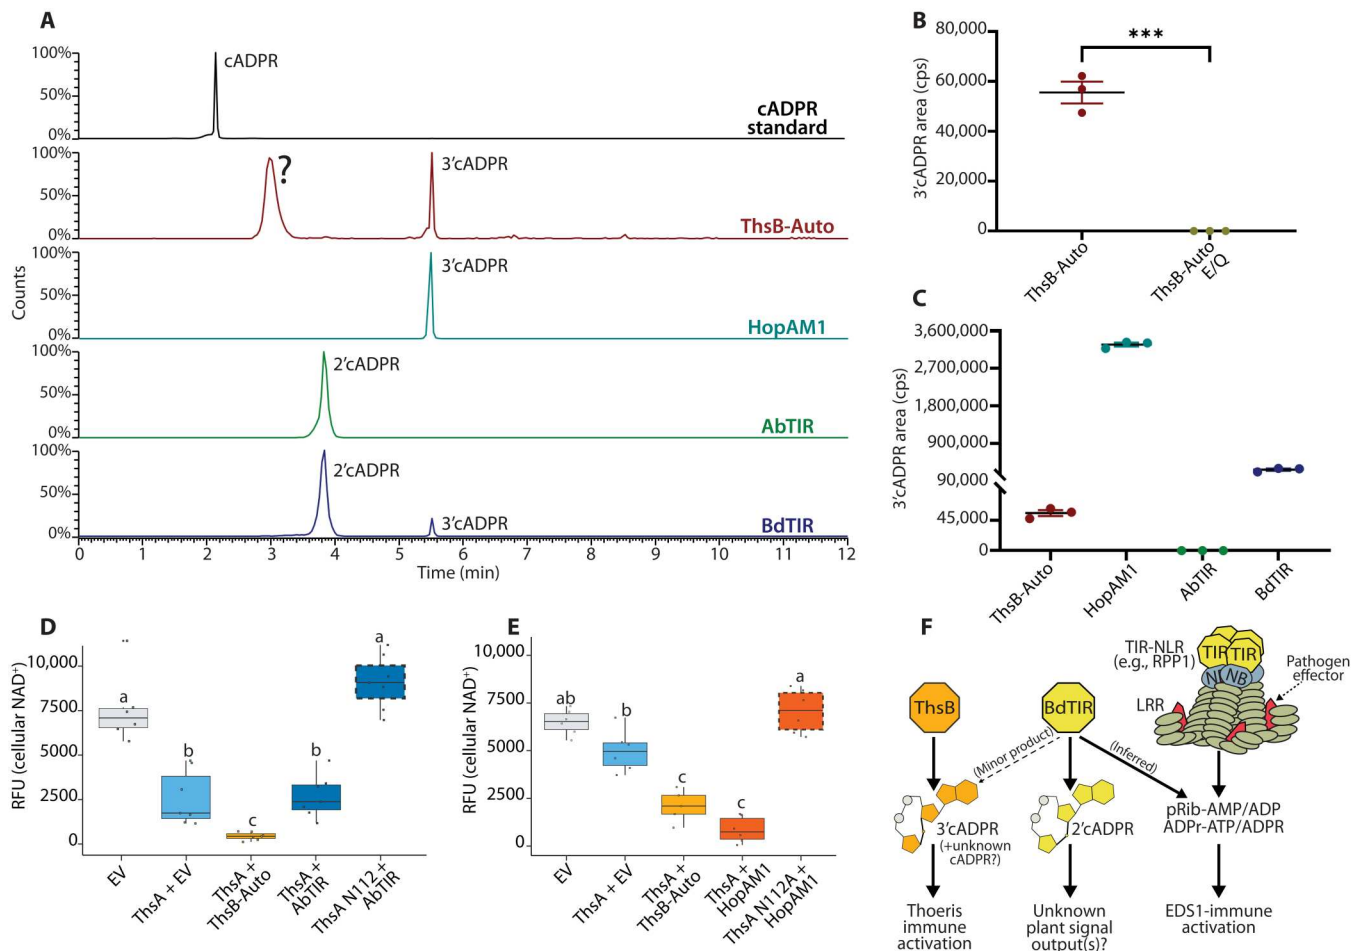 A
100%
50%
0%
cADPR
cADPR
standard
100%
50%
0%
?
3'cADPR
ThsB-Auto
100%
50%
0%
3'cADPR
HopAM1
100%
50%
0%
2'cADPR
AbTIR
100%
50%
0%
2'cADPR
3'cADPR
BdTIR
Counts
0 1 2 3 4 5 6 7 8 9 10 11 12
Time (min)
B
3'cADPR area (cps)
80,000
60,000
40,000
20,000
0
***
ThsB-Auto
ThsB-Auto
E/Q
C
3'cADPR area (cps)
3,600,000
2,700,000
1,800,000
900,000
90,000
45,000
0
ThsB-Auto
HopAM1
AbTIR
BdTIR
D
RFU (cellular NAD+)
10,000
7500
5000
2500
0
a
b
c
b
a
EV
ThsA + EV
ThsA +
ThsB-Auto
ThsA +
AbTIR
ThsA N112+
AbTIR
E
RFU (cellular NAD+)
10,000
7500
5000
2500
0
ab
b
c
c
a
EV
ThsA + EV
ThsA +
ThsB-Auto
ThsA +
HopAM1
ThsA N112A+
HopAM1
F
TIR-NLR
(e.g., RPP1)
TIR
TIR
NB
LRR
Pathogen
effector
ThsB
BdTIR
(Minor product)
(Inferred)
3'cADPR
(+unknown
cADPR?)
2'cADPR
pRib-AMP/ADP
ADPr-ATP/ADPR
Thoeris
immune
activation
Unknown
plant signal
output(s)?
EDS1-immune
activation